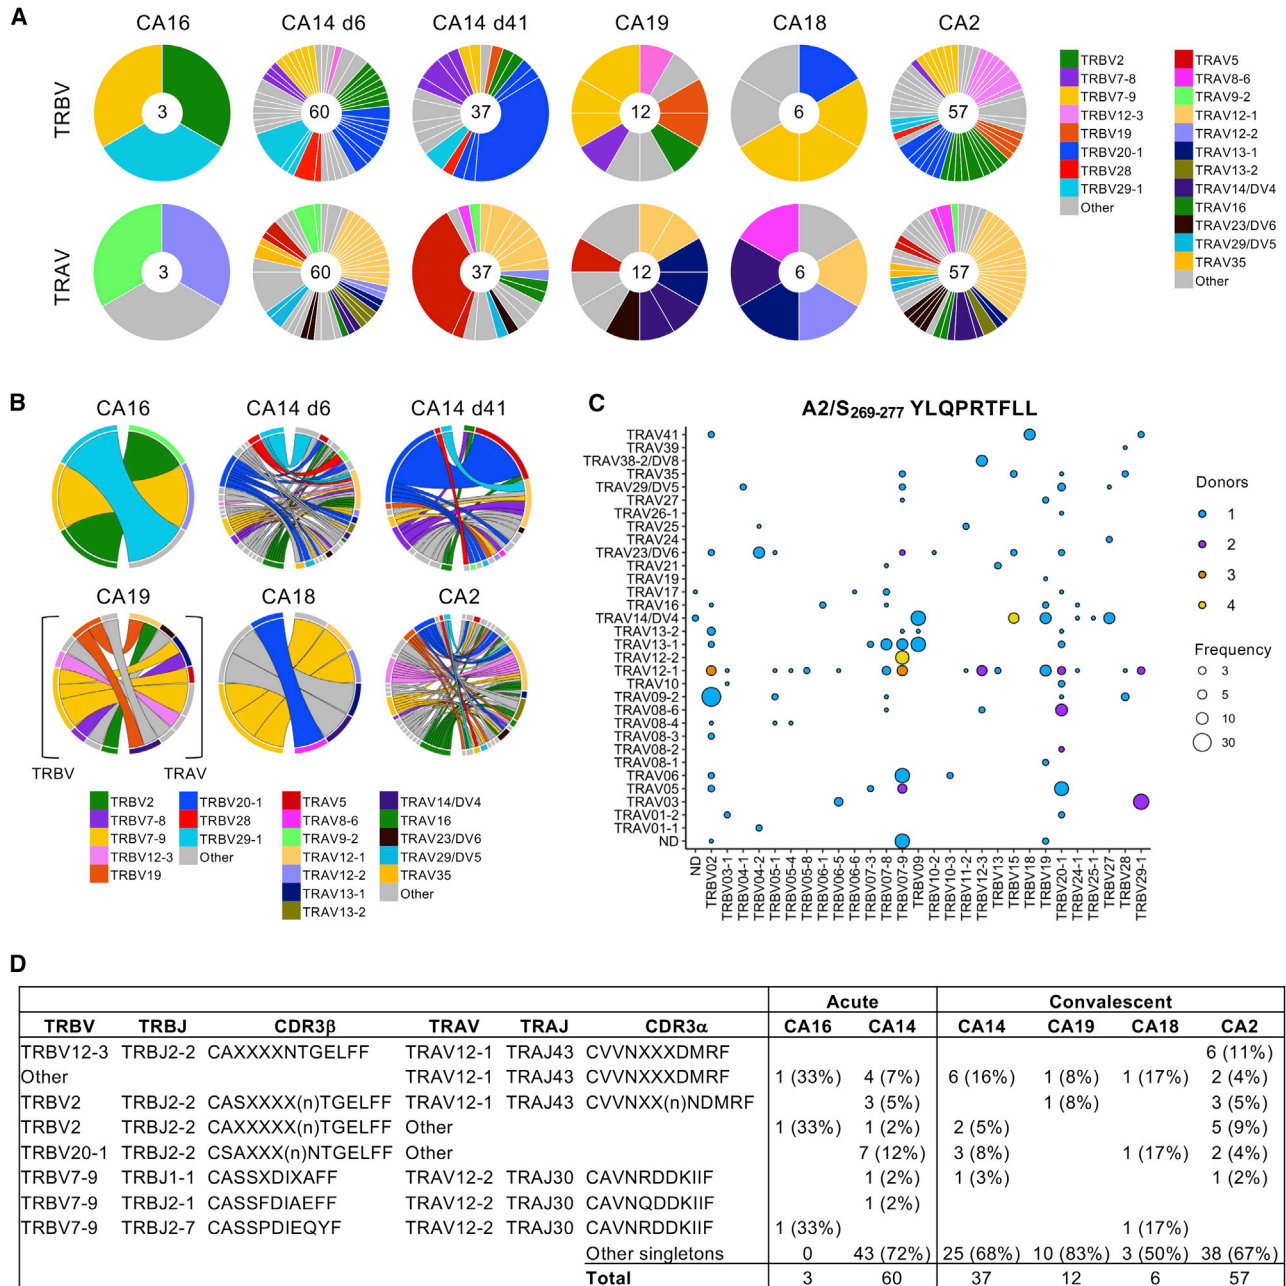 A
CA16 CA14 d6 CA14 d41 CA19 CA18 CA2
TRBV
3 60 37 12 6 57
TRAV
3 60 37 12 6 57
TRBV2
TRBV7-8
TRBV7-9
TRBV12-3
TRBV19
TRBV20-1
TRBV28
TRBV29-1
Other
TRAV5
TRAV8-6
TRAV9-2
TRAV12-1
TRAV12-2
TRAV13-1
TRAV13-2
TRAV14/DV4
TRAV16
TRAV23/DV6
TRAV29/DV5
TRAV35
Other
B
CA16 CA14 d6 CA14 d41
CA19 CA18 CA2
TRBV TRAV
TRBV2
TRBV7-8
TRBV7-9
TRBV12-3
TRBV19
TRBV20-1
TRBV28
TRBV29-1
Other
TRAV5
TRAV8-6
TRAV9-2
TRAV12-1
TRAV12-2
TRAV13-1
TRAV13-2
TRAV14/DV4
TRAV16
TRAV23/DV6
TRAV29/DV5
TRAV35
Other
C
A2/S269-277 YLQPRTFLL
TRAV41
TRAV39
TRAV38-2/DV8
TRAV35
TRAV29/DV5
TRAV27
TRAV26-1
TRAV25
TRAV24
TRAV23/DV6
TRAV21
TRAV19
TRAV17
TRAV16
TRAV14/DV4
TRAV13-2
TRAV13-1
TRAV12-2
TRAV12-1
TRAV10
TRAV09-2
TRAV08-6
TRAV08-4
TRAV08-3
TRAV08-2
TRAV08-1
TRAV06
TRAV05
TRAV03
TRAV01-2
TRAV01-1
ND
ND
TRBV02
TRBV03-1
TRBV04-1
TRBV04-2
TRBV05-1
TRBV05-4
TRBV05-8
TRBV06-1
TRBV06-5
TRBV06-6
TRBV07-3
TRBV07-8
TRBV07-9
TRBV09
TRBV10-2
TRBV10-3
TRBV11-2
TRBV12-3
TRBV13
TRBV15
TRBV18
TRBV19
TRBV20-1
TRBV24-1
TRBV25-1
TRBV27
TRBV28
TRBV29-1
Donors
1
2
3
4
Frequency
3
5
10
30
D
Acute Convalescent
TRBV TRBJ CDR3β TRAV TRAJ CDR3α CA16 CA14 CA14 CA19 CA18 CA2
TRBV12-3 TRBJ2-2 CAXXXXNTGELFF TRAV12-1 TRAJ43 CVVNXXXDMRF 6 (11%)
Other TRAV12-1 TRAJ43 CVVNXXXDMRF 1 (33%) 4 (7%) 6 (16%) 1 (8%) 1 (17%) 2 (4%)
TRBV2 TRBJ2-2 CASXXXX(n)TGELFF TRAV12-1 TRAJ43 CVVNXX(n)NDMRF 3 (5%) 1 (8%) 3 (5%)
TRBV2 TRBJ2-2 CAXXXXX(n)TGELFF Other 1 (33%) 1 (2%) 2 (5%) 5 (9%)
TRBV20-1 TRBJ2-2 CSAXXX(n)NTGELFF Other 7 (12%) 3 (8%) 1 (17%) 2 (4%)
TRBV7-9 TRBJ1-1 CASSXDIXAFF TRAV12-2 TRAJ30 CAVNRDDKIIF 1 (2%) 1 (3%) 1 (2%)
TRBV7-9 TRBJ2-1 CASSFDIAEFF TRAV12-2 TRAJ30 CAVNQDDKIIF 1 (2%)
TRBV7-9 TRBJ2-7 CASSPDIEQYF TRAV12-2 TRAJ30 CAVNRDDKIIF 1 (33%) 1 (17%)
Other singletons 0 43 (72%) 25 (68%) 10 (83%) 3 (50%) 38 (67%)
Total 3 60 37 12 6 57